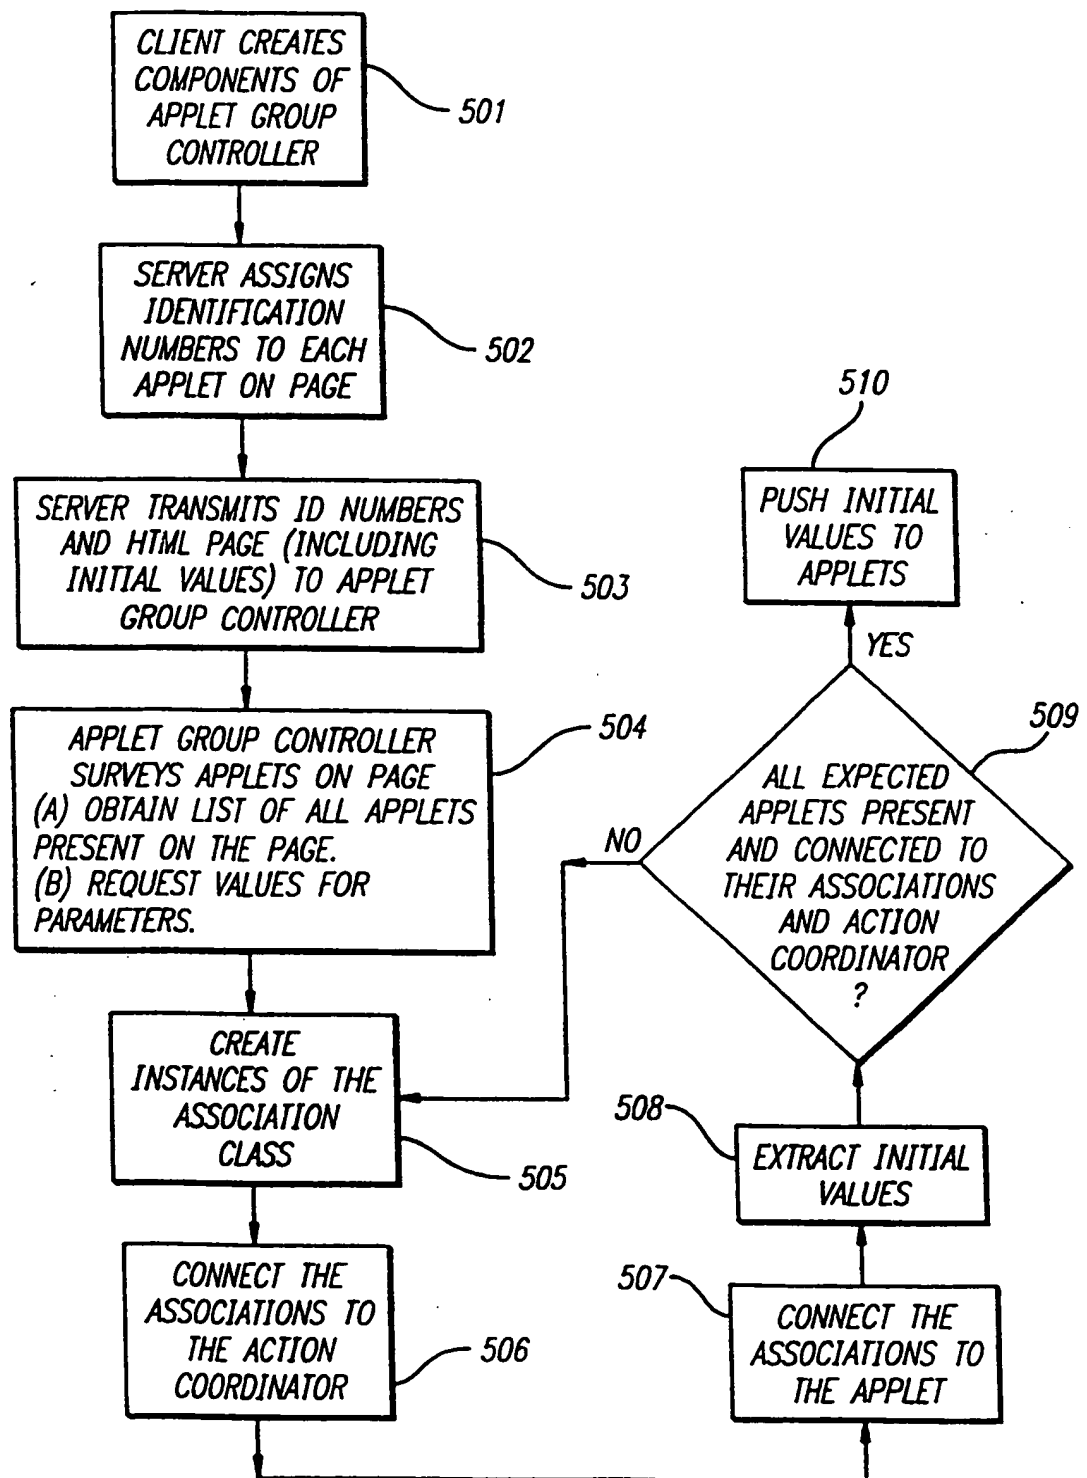 CLIENT CREATES
COMPONENTS OF
APPLET GROUP
CONTROLLER
501
SERVER ASSIGNS
IDENTIFICATION
NUMBERS TO EACH
APPLET ON PAGE
502
SERVER TRANSMITS ID NUMBERS
AND HTML PAGE (INCLUDING
INITIAL VALUES) TO APPLET
GROUP CONTROLLER
503
APPLET GROUP CONTROLLER
SURVEYS APPLETS ON PAGE
(A) OBTAIN LIST OF ALL APPLETS
PRESENT ON THE PAGE.
(B) REQUEST VALUES FOR
PARAMETERS.
504
CREATE
INSTANCES OF THE
ASSOCIATION
CLASS
505
CONNECT THE
ASSOCIATIONS TO
THE ACTION
COORDINATOR
506
507
CONNECT THE
ASSOCIATIONS TO
THE APPLET
508
EXTRACT INITIAL
VALUES
509
ALL EXPECTED
APPLETS PRESENT
AND CONNECTED TO
THEIR ASSOCIATIONS
AND ACTION
COORDINATOR
?
NO
YES
510
PUSH INITIAL
VALUES TO
APPLETS